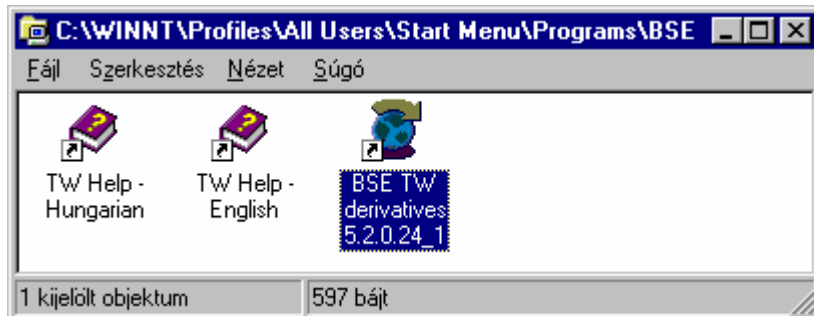 C:\WINNT\Profiles\All Users\Start Menu\Programs\BSE
Fájl Szerkesztés Nézet Súgó
TW Help -
Hungarian
TW Help -
English
BSE TW
derivatives
5.2.0.24_1
1 kijelölt objektum
597 bájt